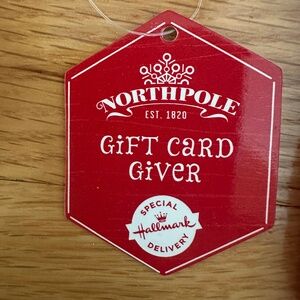 NORTHPOLE
EST. 1820
GiFT CaRD
GiVER
SPECIAL
Hallmark
DELIVERY